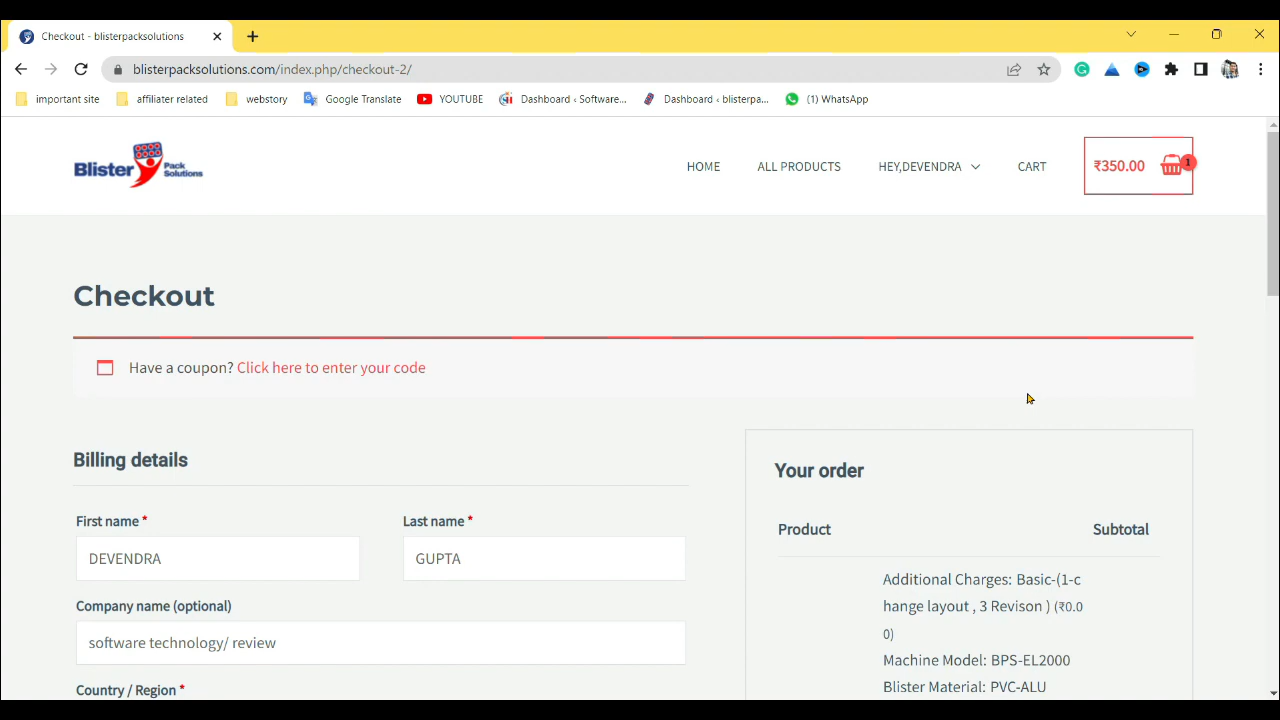 Checkout - blisterpacksolutions
blisterpacksolutions.com/index.php/checkout-2/
important site
affiliater related
webstory
Google Translate
YOUTUBE
Dashboard ‹ Software...
Dashboard ‹ blisterpa...
(1) WhatsApp
Blister Pack Solutions
HOME
ALL PRODUCTS
HEY,DEVENDRA
CART
₹350.00
1
Checkout
Have a coupon? Click here to enter your code
Billing details
First name *
Last name *
DEVENDRA
GUPTA
Company name (optional)
software technology/ review
Country / Region *
Your order
Product
Subtotal
Additional Charges: Basic-(1-c
hange layout , 3 Revison ) (₹0.0
0)
Machine Model: BPS-EL2000
Blister Material: PVC-ALU